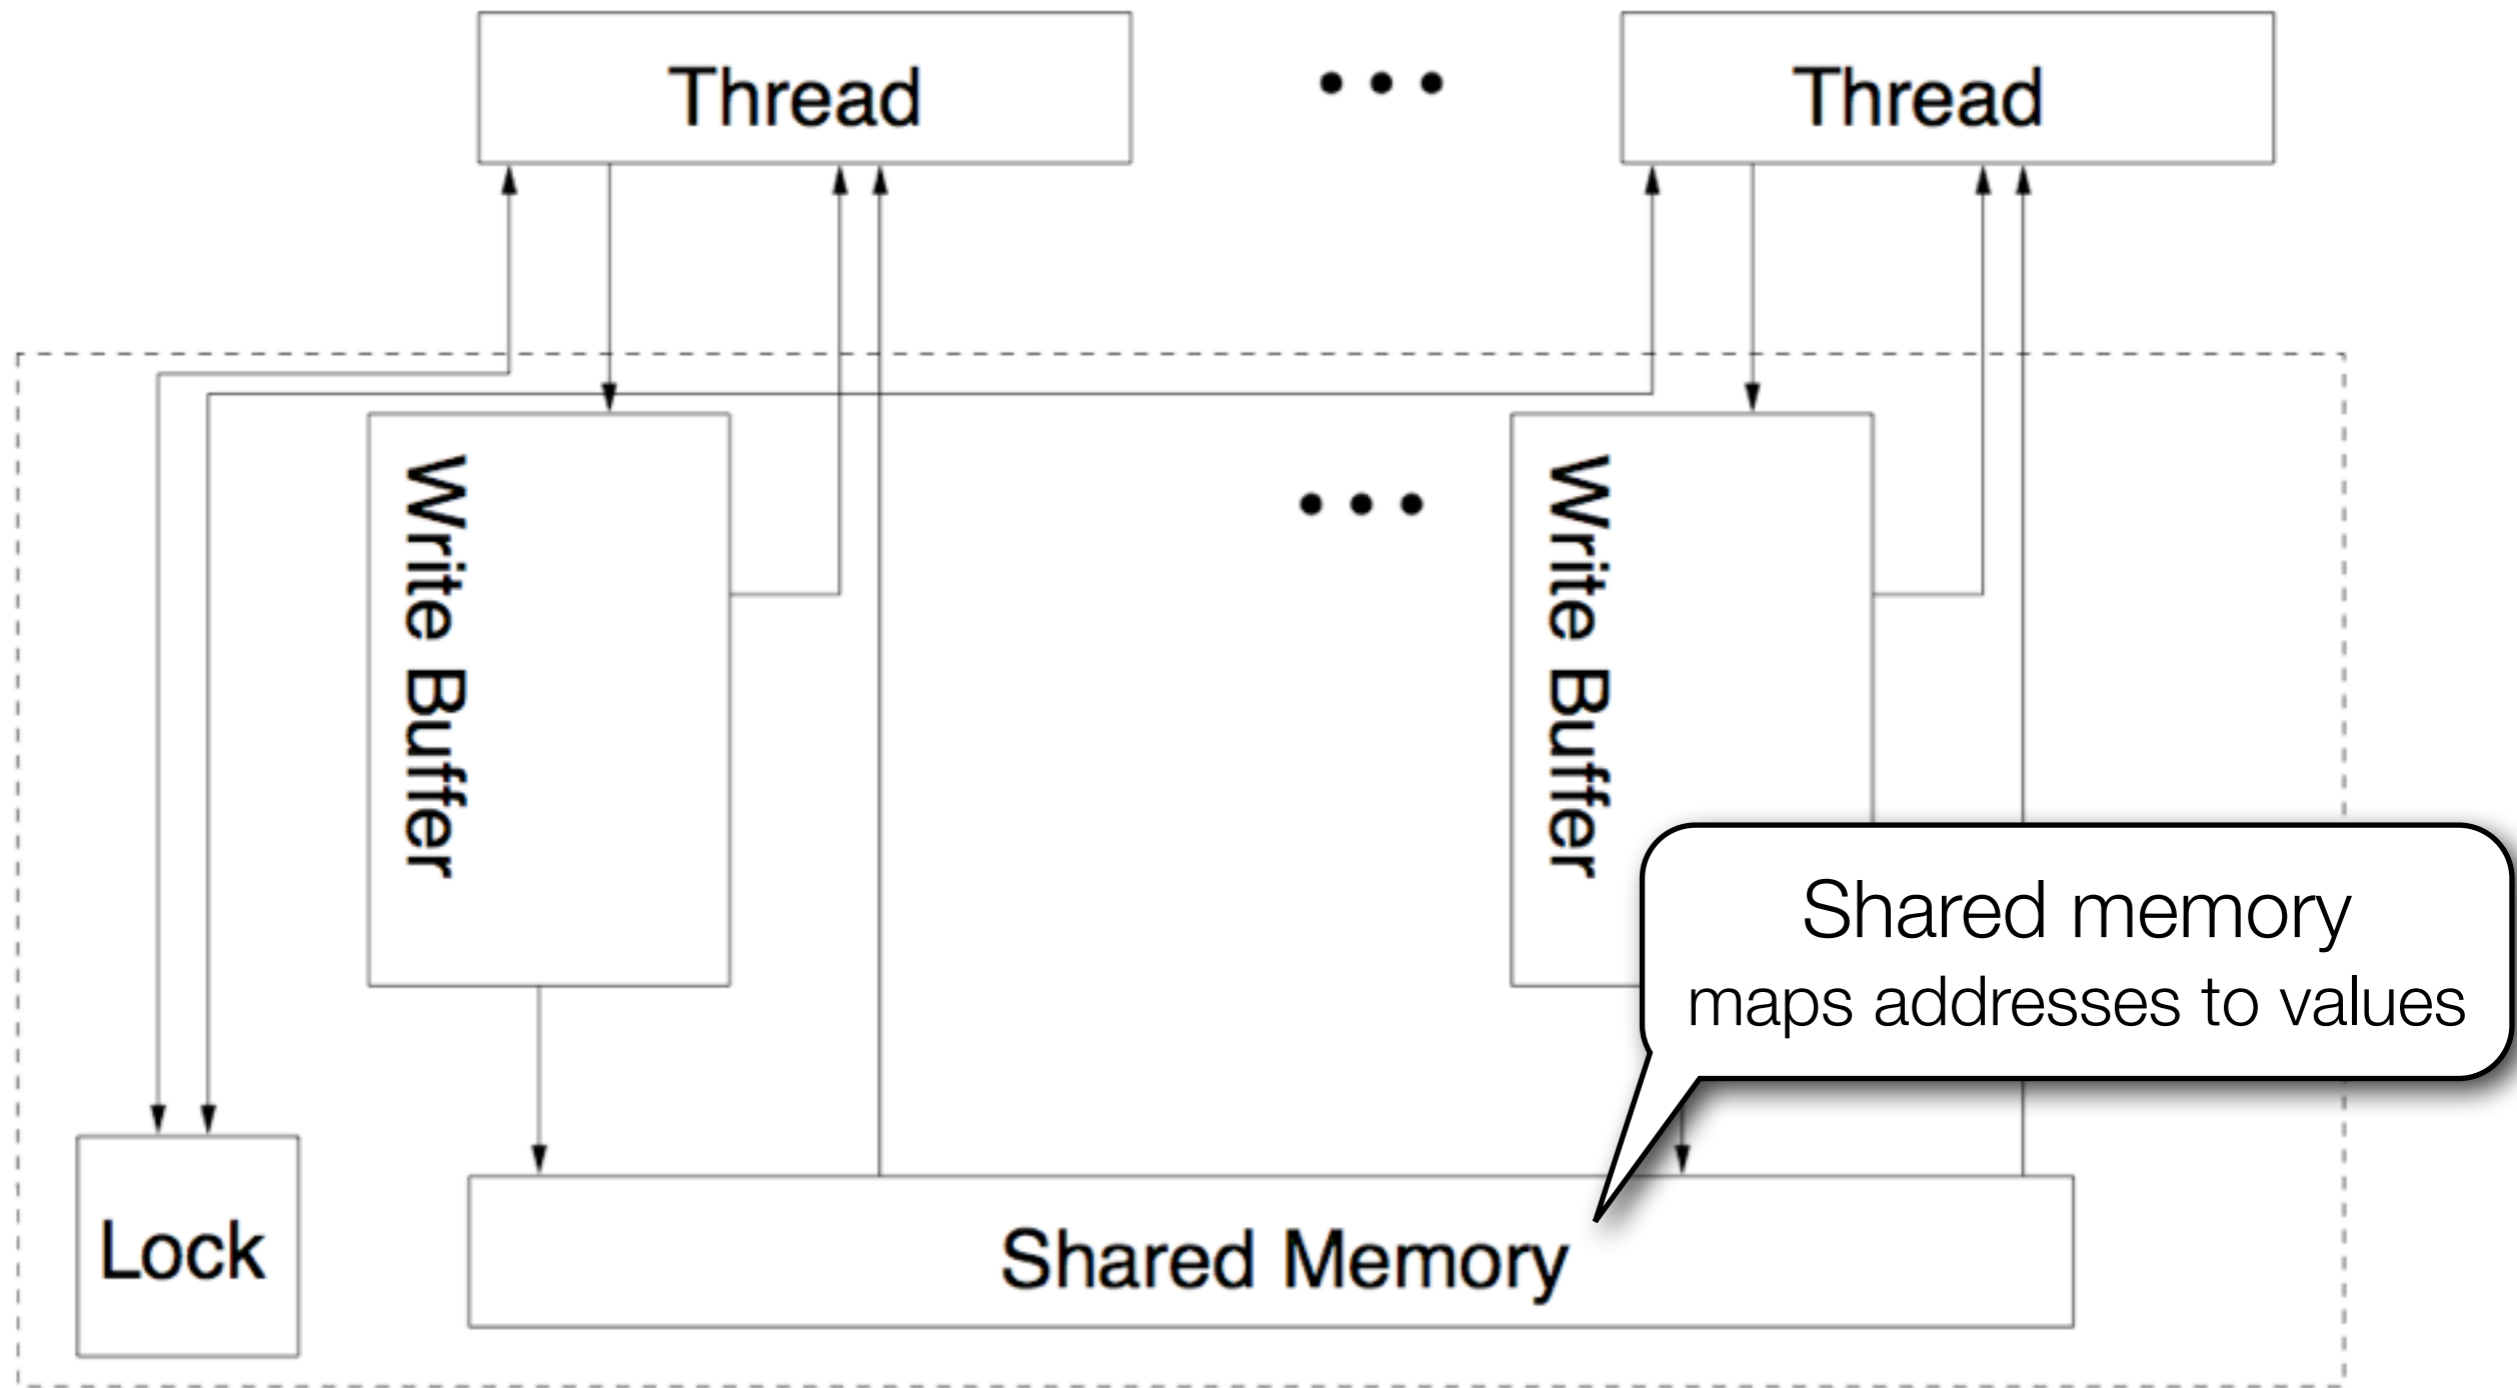 Thread
Thread
Write Buffer
Write Buffer
Shared memory
maps addresses to values
Lock
Shared Memory